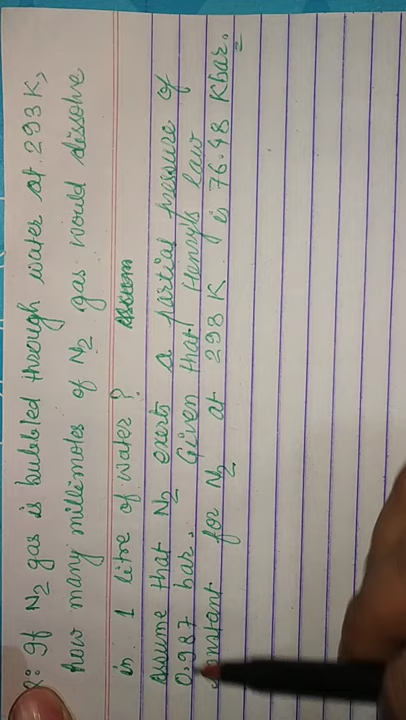 Q: If N2 gas is bubbled through water at 293 K,
how many millimoles of N2 gas would dissolve
in 1 litre of water?
Assume that N2 exerts a partial pressure of
0.987 bar. Given that Henry's law
constant for N2 at 293 K is 76.48 Kbar.